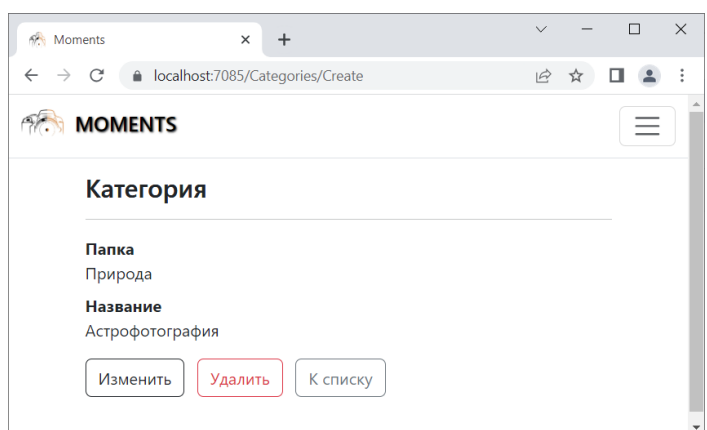 Moments
localhost:7085/Categories/Create
MOMENTS
Категория
Папка
Природа
Название
Астрофотография
Изменить Удалить К списку